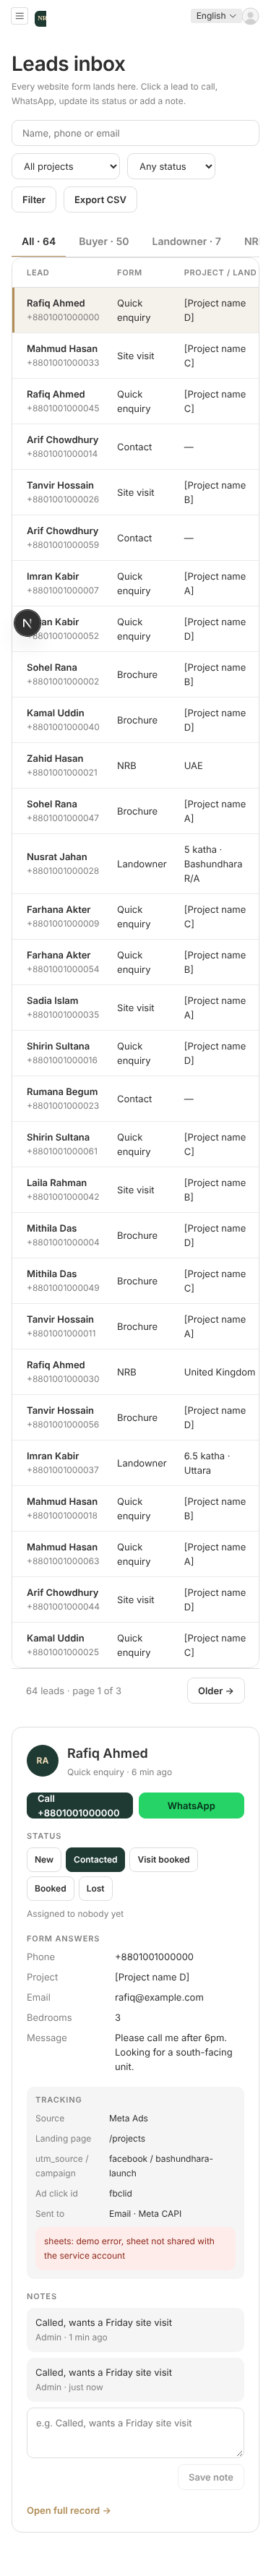 English
Leads inbox
Every website form lands here. Click a lead to call,
WhatsApp, update its status or add a note.
Name, phone or email
All projects Any status
Filter Export CSV
All · 64 Buyer · 50 Landowner · 7 NR
LEAD FORM PROJECT / LAND
Rafiq Ahmed Quick [Project name
+8801001000000 enquiry D]
Mahmud Hasan Site visit [Project name
+8801001000033 C]
Rafiq Ahmed Quick [Project name
+8801001000045 enquiry C]
Arif Chowdhury Contact —
+8801001000014
Tanvir Hossain Site visit [Project name
+8801001000026 B]
Arif Chowdhury Contact —
+8801001000059
Imran Kabir Quick [Project name
+8801001000007 enquiry A]
Kabir Quick [Project name
enquiry D]
Sohel Rana Brochure [Project name
+8801001000002 B]
Kamal Uddin Brochure [Project name
+8801001000040 D]
Zahid Hasan NRB UAE
+8801001000021
Sohel Rana Brochure [Project name
+8801001000047 A]
Nusrat Jahan Landowner 5 katha ·
+8801001000028 Bashundhara
R/A
Farhana Akter Quick [Project name
+8801001000009 enquiry C]
Farhana Akter Quick [Project name
+8801001000054 enquiry B]
Sadia Islam Site visit [Project name
+8801001000035 A]
Shirin Sultana Quick [Project name
+8801001000016 enquiry D]
Rumana Begum Contact —
+8801001000023
Shirin Sultana Quick [Project name
+8801001000061 enquiry C]
Laila Rahman Site visit [Project name
+8801001000042 B]
Mithila Das Brochure [Project name
+8801001000004 D]
Mithila Das Brochure [Project name
+8801001000049 C]
Tanvir Hossain Brochure [Project name
+8801001000011 A]
Rafiq Ahmed NRB United Kingdom
+8801001000030
Tanvir Hossain Brochure [Project name
+8801001000056 D]
Imran Kabir Landowner 6.5 katha ·
+8801001000037 Uttara
Mahmud Hasan Quick [Project name
+8801001000018 enquiry B]
Mahmud Hasan Quick [Project name
+8801001000063 enquiry A]
Arif Chowdhury Site visit [Project name
+8801001000044 D]
Kamal Uddin Quick [Project name
+8801001000025 enquiry C]
64 leads · page 1 of 3 Older →
RA Rafiq Ahmed
Quick enquiry · 6 min ago
Call
+8801001000000 WhatsApp
STATUS
New Contacted Visit booked
Booked Lost
Assigned to nobody yet
FORM ANSWERS
Phone +8801001000000
Project [Project name D]
Email rafiq@example.com
Bedrooms 3
Message Please call me after 6pm.
Looking for a south-facing
unit.
TRACKING
Source Meta Ads
Landing page /projects
utm_source / facebook / bashundhara-
campaign launch
Ad click id fbclid
Sent to Email · Meta CAPI
sheets: demo error, sheet not shared with
the service account
NOTES
Called, wants a Friday site visit
Admin · 1 min ago
Called, wants a Friday site visit
Admin · just now
e.g. Called, wants a Friday site visit
Save note
Open full record →